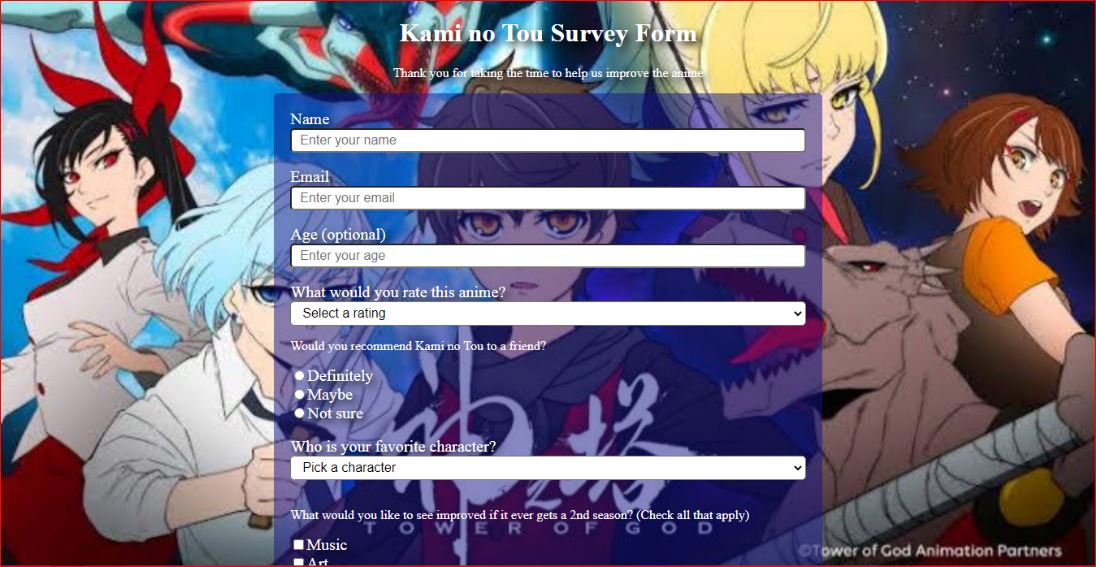 Kami no Tou Survey Form
Thank you for taking the time to help us improve the anime
Name
Enter your name
Email
Enter your email
Age (optional)
Enter your age
What would you rate this anime?
Select a rating
Would you recommend Kami no Tou to a friend?
Definitely
Maybe
Not sure
神之塔
Who is your favorite character?
Pick a character
What would you like to see improved if it ever gets a 2nd season? (Check all that apply)
TOWER OF GOD
Music
Art
©Tower of God Animation Partners